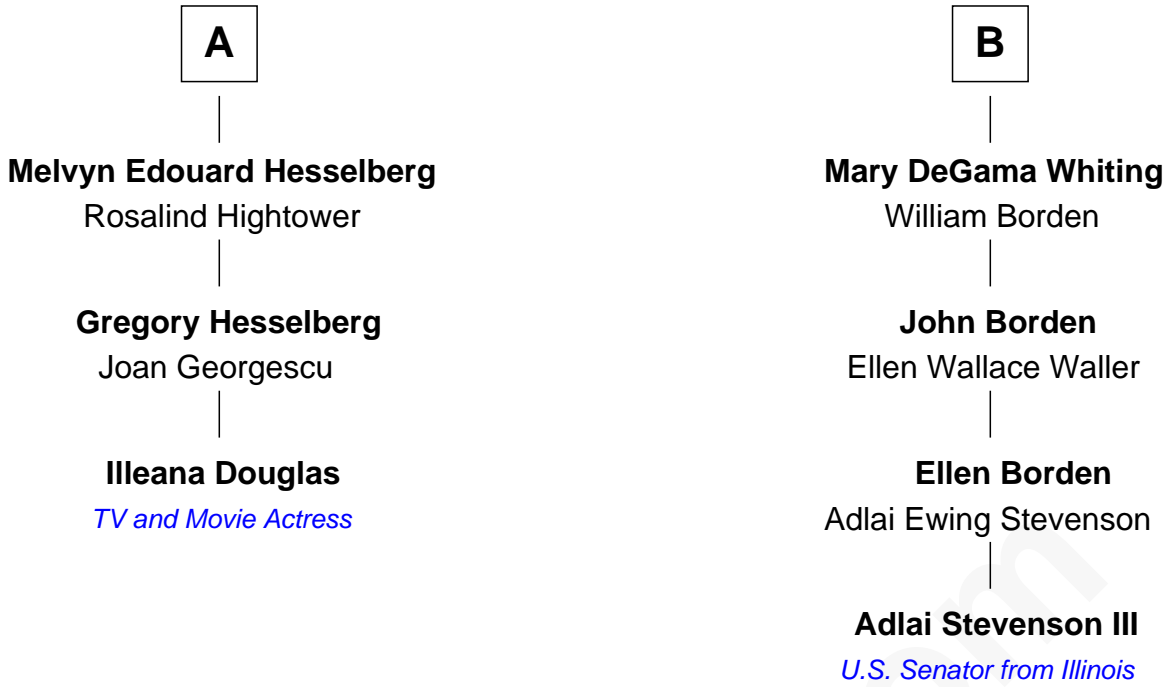 A
Melvyn Edouard Hesselberg
Rosalind Hightower
Gregory Hesselberg
Joan Georgescu
Illeana Douglas
TV and Movie Actress
B
Mary DeGama Whiting
William Borden
John Borden
Ellen Wallace Waller
Ellen Borden
Adlai Ewing Stevenson
Adlai Stevenson III
U.S. Senator from Illinois